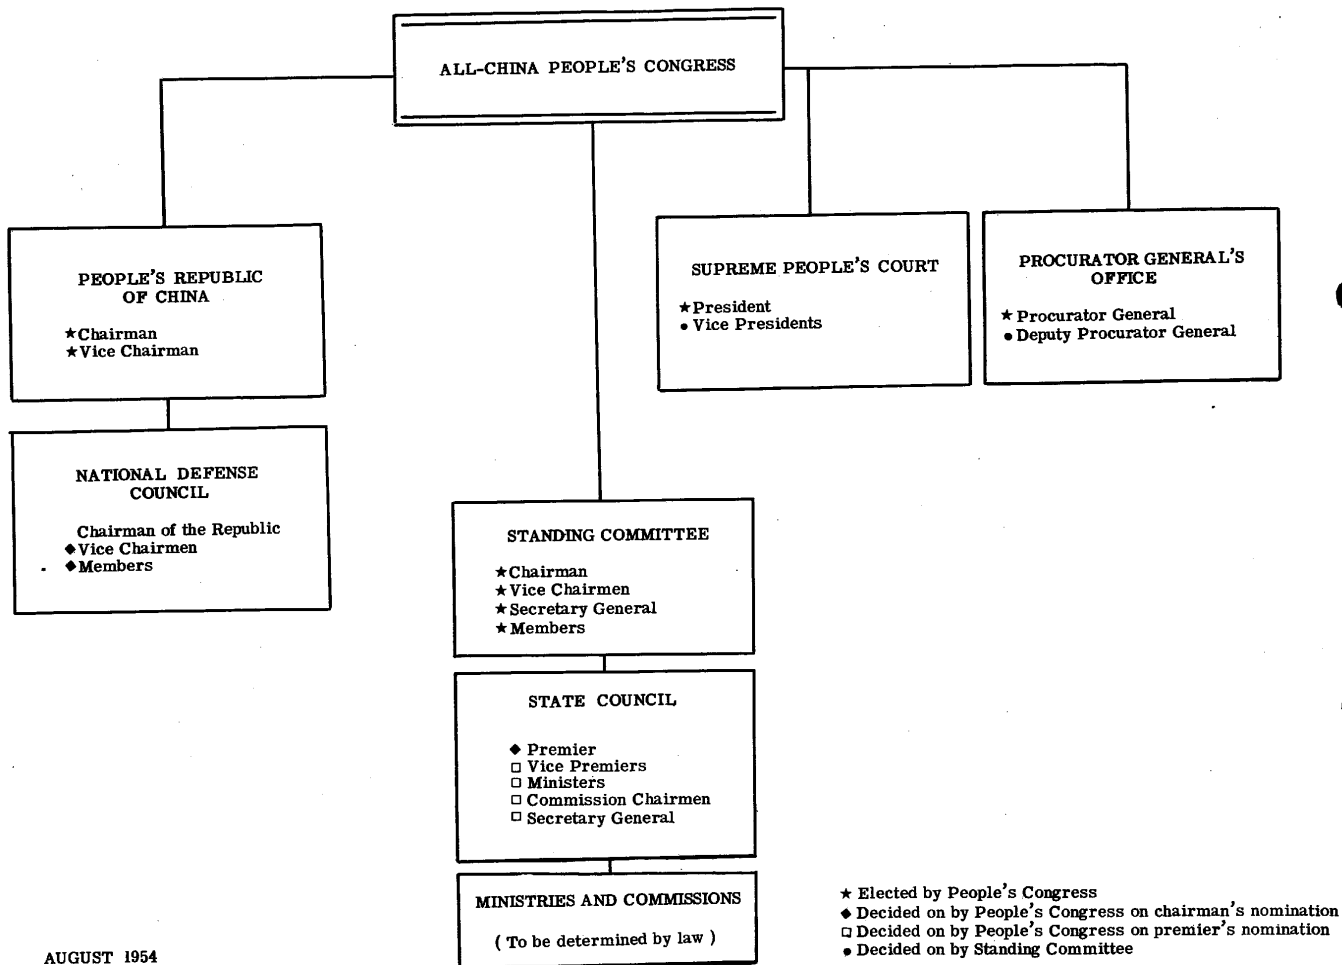 ALL-CHINA PEOPLE'S CONGRESS
PEOPLE'S REPUBLIC
OF CHINA
★Chairman
★Vice Chairman
NATIONAL DEFENSE
COUNCIL
Chairman of the Republic
◆Vice Chairmen
◆Members
SUPREME PEOPLE'S COURT
★President
● Vice Presidents
PROCURATOR GENERAL'S
OFFICE
★ Procurator General
● Deputy Procurator General
STANDING COMMITTEE
★Chairman
★Vice Chairmen
★Secretary General
★Members
STATE COUNCIL
◆ Premier
□ Vice Premiers
□ Ministers
□ Commission Chairmen
□ Secretary General
MINISTRIES AND COMMISSIONS
( To be determined by law )
★ Elected by People's Congress
◆ Decided on by People's Congress on chairman's nomination
□ Decided on by People's Congress on premier's nomination
● Decided on by Standing Committee
AUGUST 1954